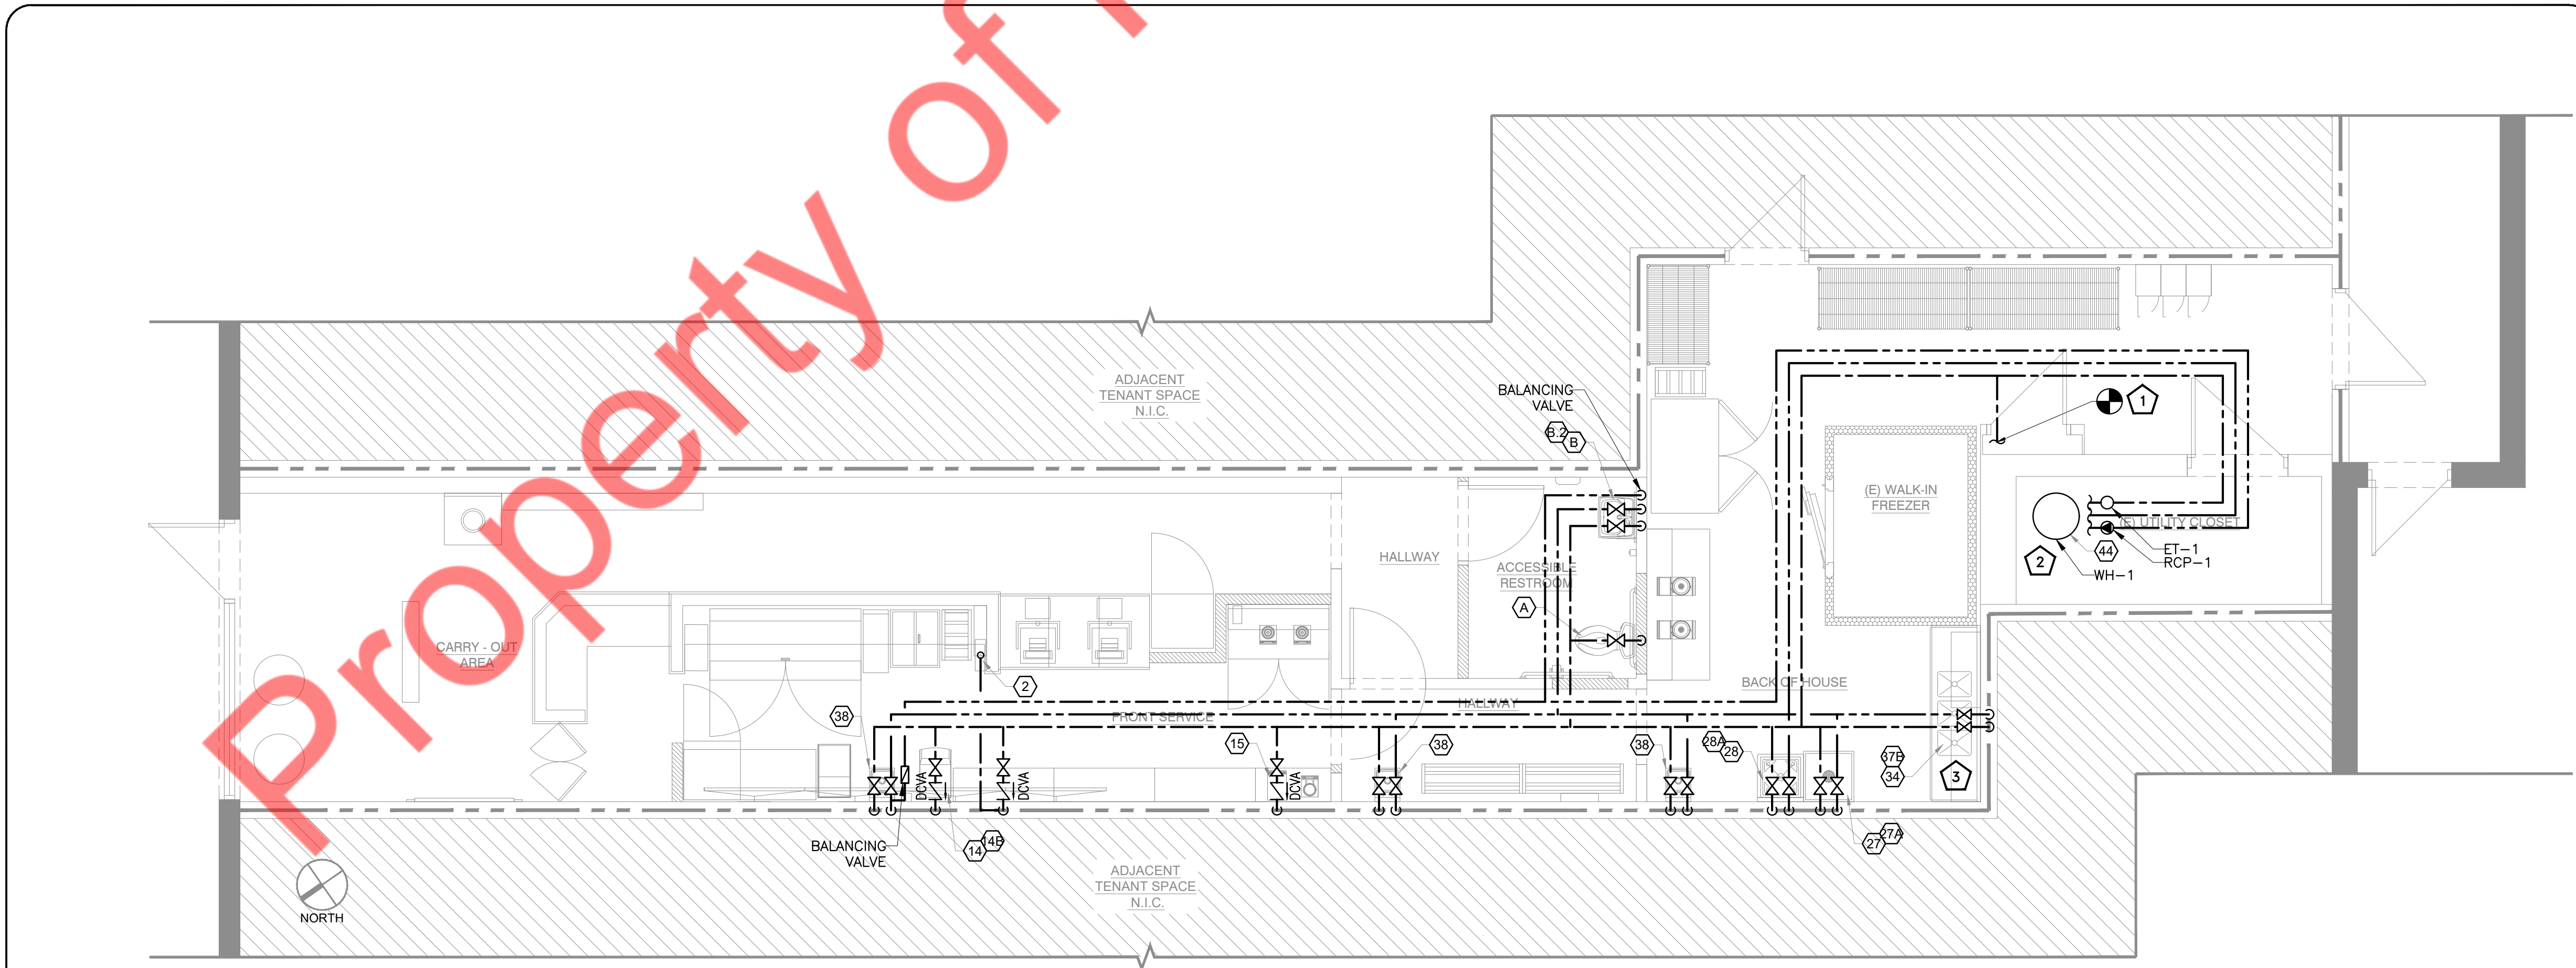 Property of
ADJACENT
TENANT SPACE
N.I.C.
BALANCING
VALVE
B.2
B
1
(E) WALK-IN
FREEZER
HALLWAY
ACCESSIBLE
RESTROOM
A
(E) UTILITY CLOSET
44
2
ET-1
RCP-1
WH-1
CARRY - OUT
AREA
2
BACK OF HOUSE
38
FRONT SERVICE
HALLWAY
15
38
38
28A
28
37B
34
3
DCVA
DCVA
DCVA
BALANCING
VALVE
14
14B
27
27A
ADJACENT
TENANT SPACE
N.I.C.
NORTH